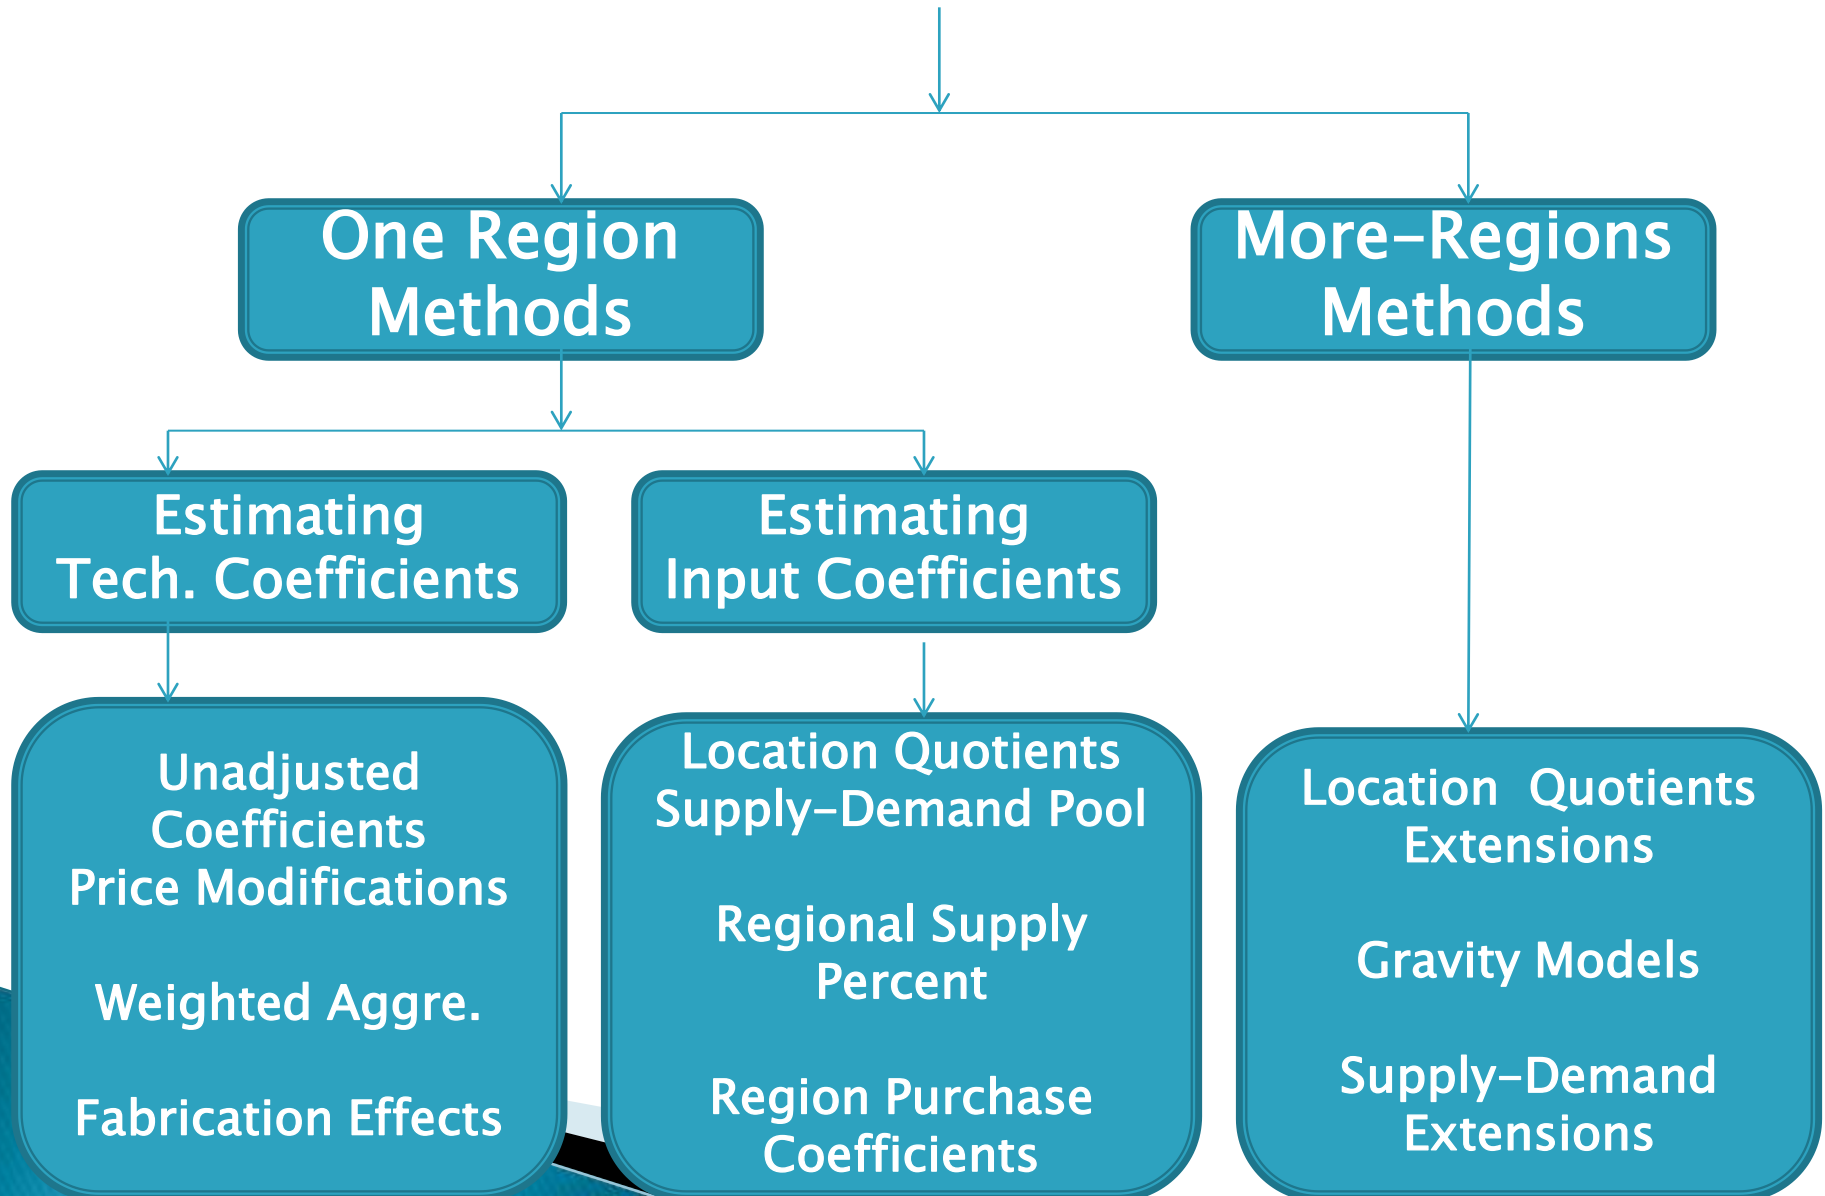 One Region
Methods
More-Regions
Methods
Estimating
Tech. Coefficients
Estimating
Input Coefficients
Unadjusted
Coefficients
Price Modifications
Weighted Aggre.
Fabrication Effects
Location Quotients
Supply-Demand Pool
Regional Supply
Percent
Region Purchase
Coefficients
Location Quotients
Extensions
Gravity Models
Supply-Demand
Extensions